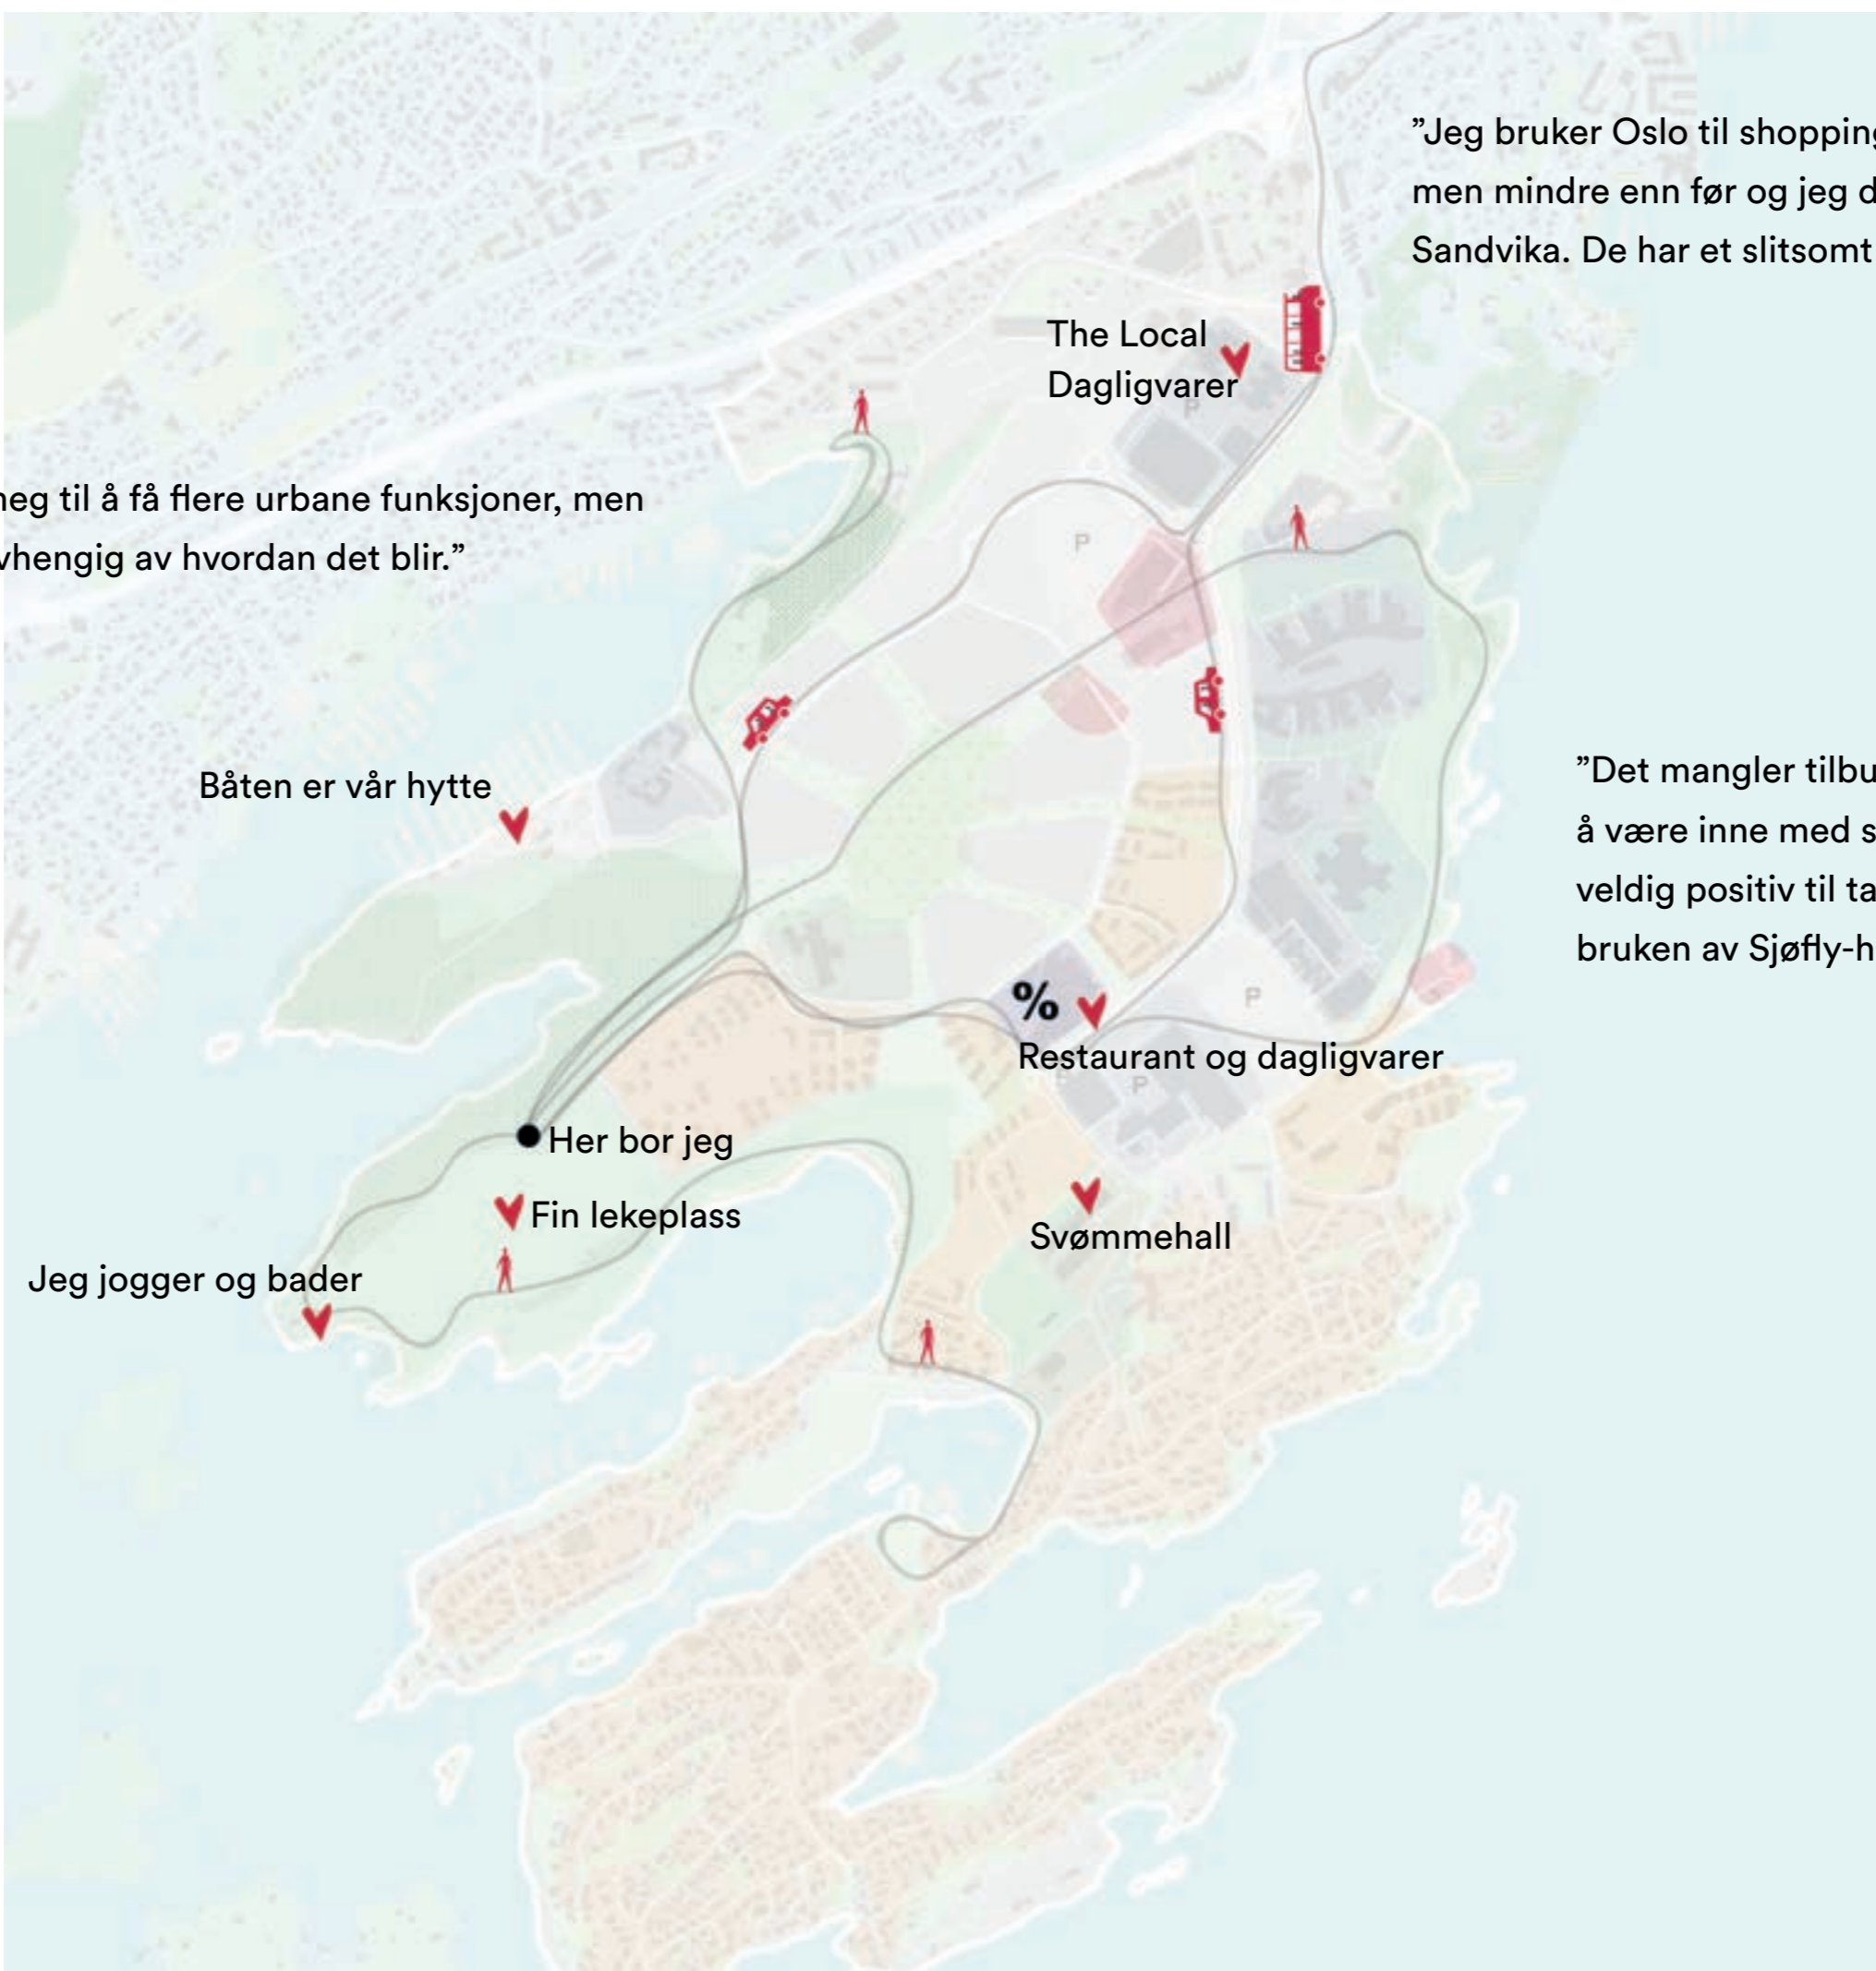 ”Jeg bruker Oslo til shopping
men mindre enn før og jeg d
Sandvika. De har et slitsomt
The Local
Dagligvarer
P
neg til å få flere urbane funksjoner, men
vhengig av hvordan det blir.”
P
Båten er vår hytte
”Det mangler tilbu
å være inne med s
veldig positiv til ta
bruken av Sjøfly-h
%
P
Restaurant og dagligvarer
P
Her bor jeg
Fin lekeplass
Svømmehall
Jeg jogger og bader